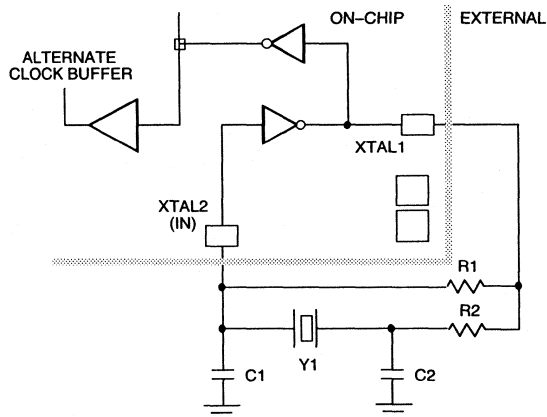 ON–CHIP
EXTERNAL
ALTERNATE
CLOCK BUFFER
XTAL1
XTAL2
(IN)
R1
R2
Y1
C1
C2